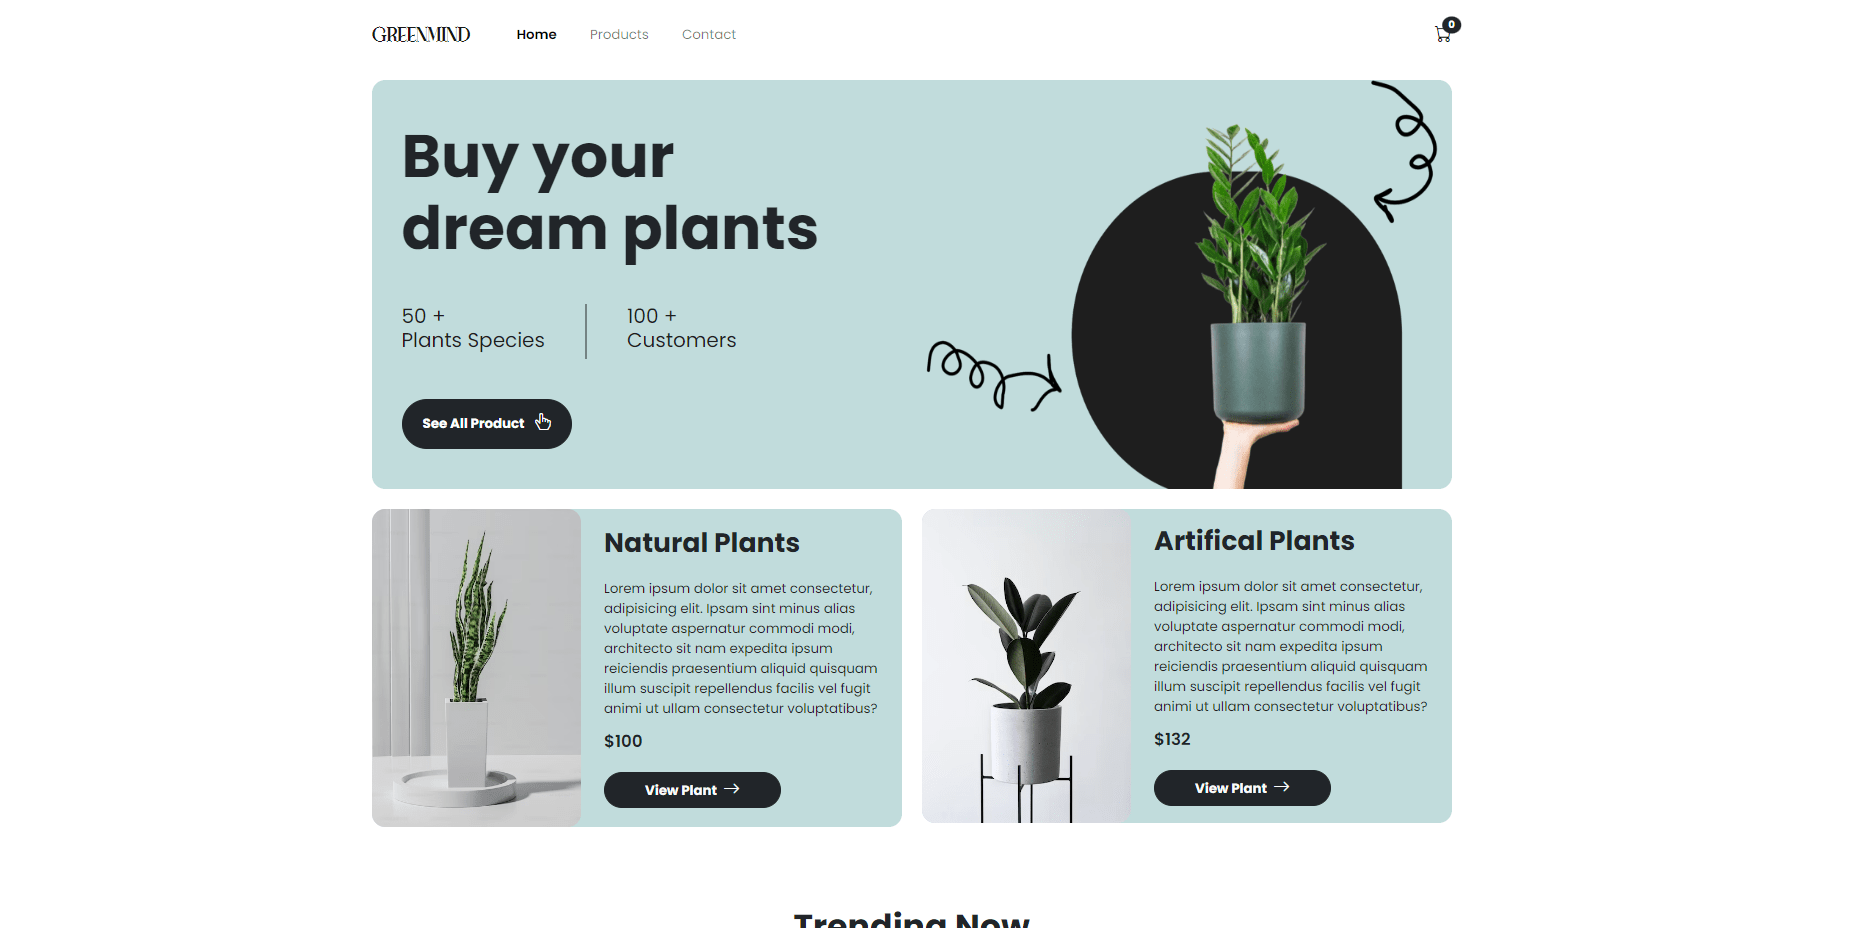 GREENMIND
Home
Products
Contact
0
Buy your
dream plants
50 +
Plants Species
100 +
Customers
See All Product
Natural Plants
Lorem ipsum dolor sit amet consectetur,
adipisicing elit. Ipsam sint minus alias
voluptate aspernatur commodi modi,
architecto sit nam expedita ipsum
reiciendis praesentium aliquid quisquam
illum suscipit repellendus facilis vel fugit
animi ut ullam consectetur voluptatibus?
$100
View Plant
Artifical Plants
Lorem ipsum dolor sit amet consectetur,
adipisicing elit. Ipsam sint minus alias
voluptate aspernatur commodi modi,
architecto sit nam expedita ipsum
reiciendis praesentium aliquid quisquam
illum suscipit repellendus facilis vel fugit
animi ut ullam consectetur voluptatibus?
$132
View Plant
Trending Now